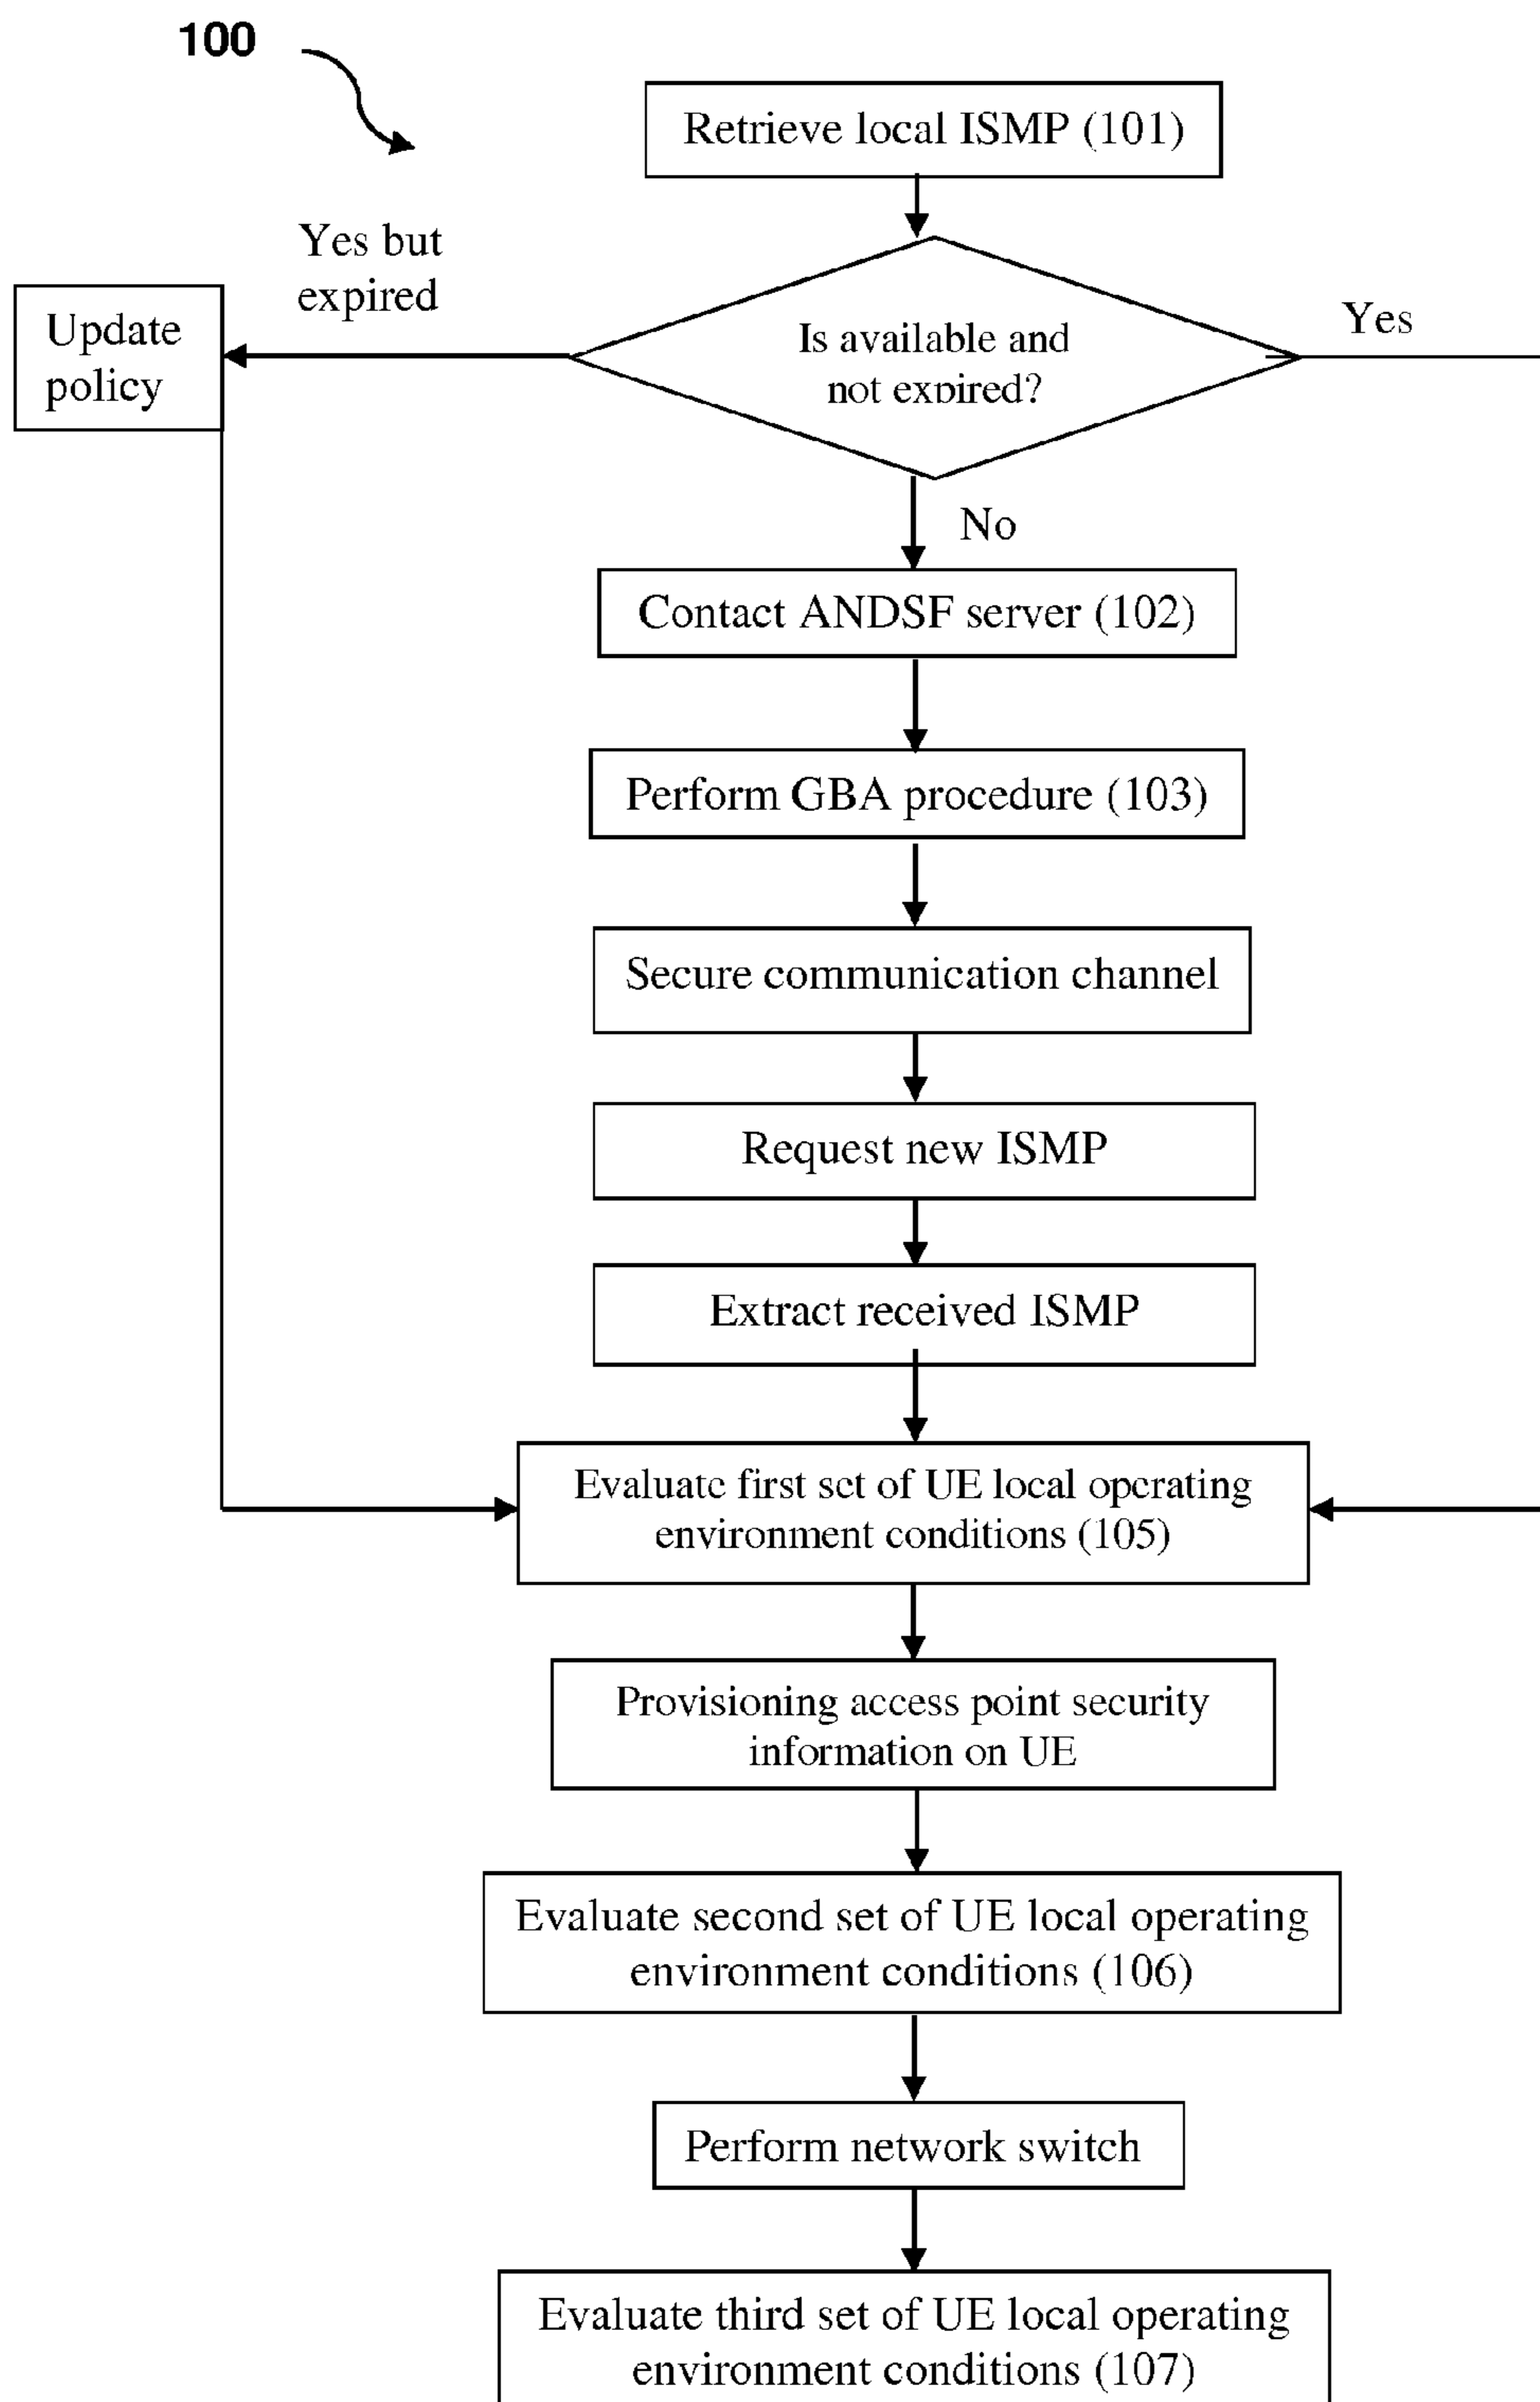 100
Retrieve local ISMP (101)
Yes but
expired
Update
policy
Is available and
not expired?
Yes
No
Contact ANDSF server (102)
Perform GBA procedure (103)
Secure communication channel
Request new ISMP
Extract received ISMP
Evaluate first set of UE local operating
environment conditions (105)
Provisioning access point security
information on UE
Evaluate second set of UE local operating
environment conditions (106)
Perform network switch
Evaluate third set of UE local operating
environment conditions (107)